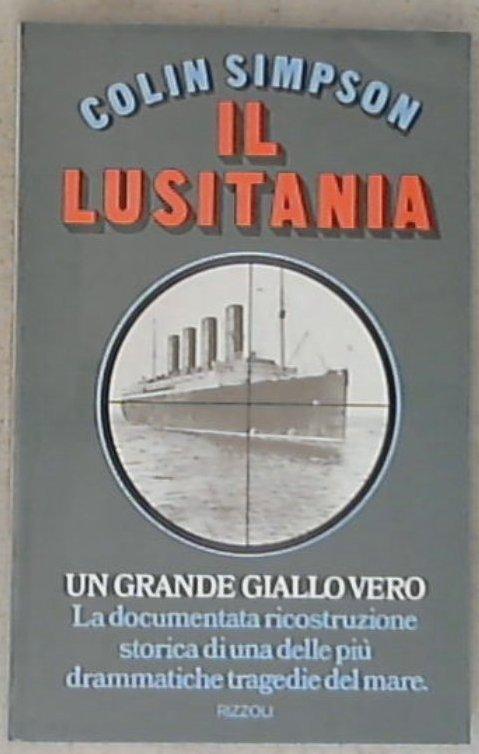 COLIN SIMPSON
IL
LUSITANIA
UN GRANDE GIALLO VERO
La documentata ricostruzione
storica di una delle più
drammatiche tragedie del mare.
RIZZOLI